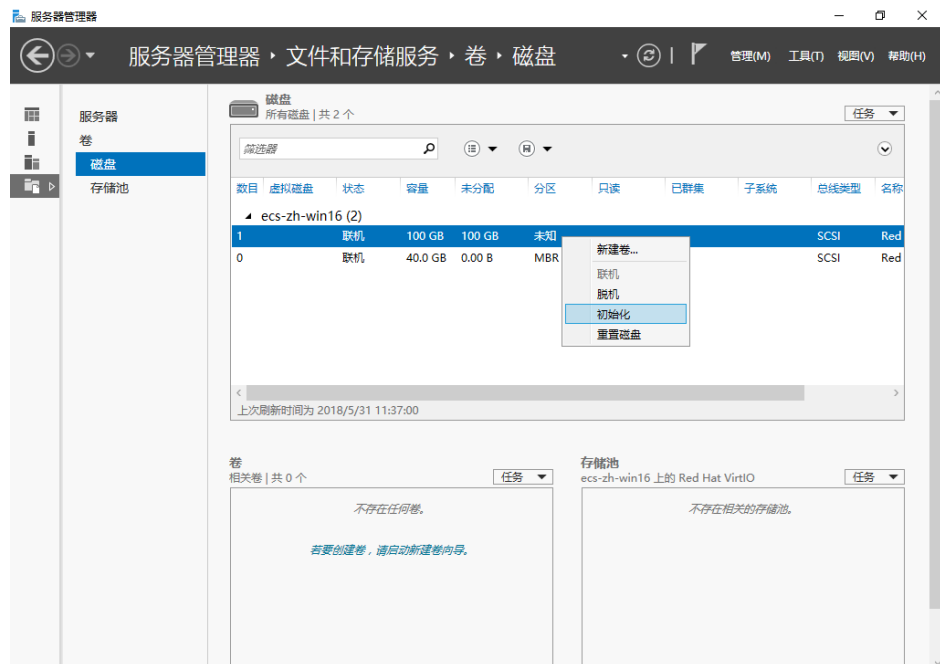 服务器管理器
服务器管理器 · 文件和存储服务 · 卷 · 磁盘
管理(M) 工具(T) 视图(V) 帮助(H)
服务器
卷
磁盘
存储池
磁盘
所有磁盘 | 共 2 个
任务
筛选器
数目 虚拟磁盘 状态 容量 未分配 分区 只读 已群集 子系统 总线类型 名称
ecs-zh-win16 (2)
1 联机 100 GB 100 GB 未知 SCSI Red
0 联机 40.0 GB 0.00 B MBR SCSI Red
新建卷...
联机
脱机
初始化
重置磁盘
上次刷新时间为 2018/5/31 11:37:00
卷
相关卷 | 共 0 个
任务
不存在任何卷。
若要创建卷，请启动新建卷向导。
存储池
ecs-zh-win16 上的 Red Hat VirtIO
任务
不存在相关的存储池。